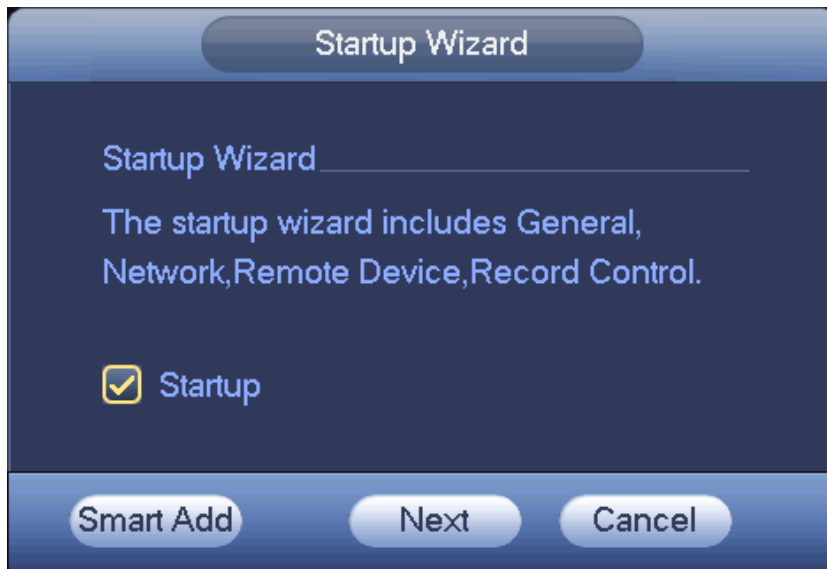 Startup Wizard
Startup Wizard
The startup wizard includes General,
Network,Remote Device,Record Control.
Startup
Smart Add Next Cancel